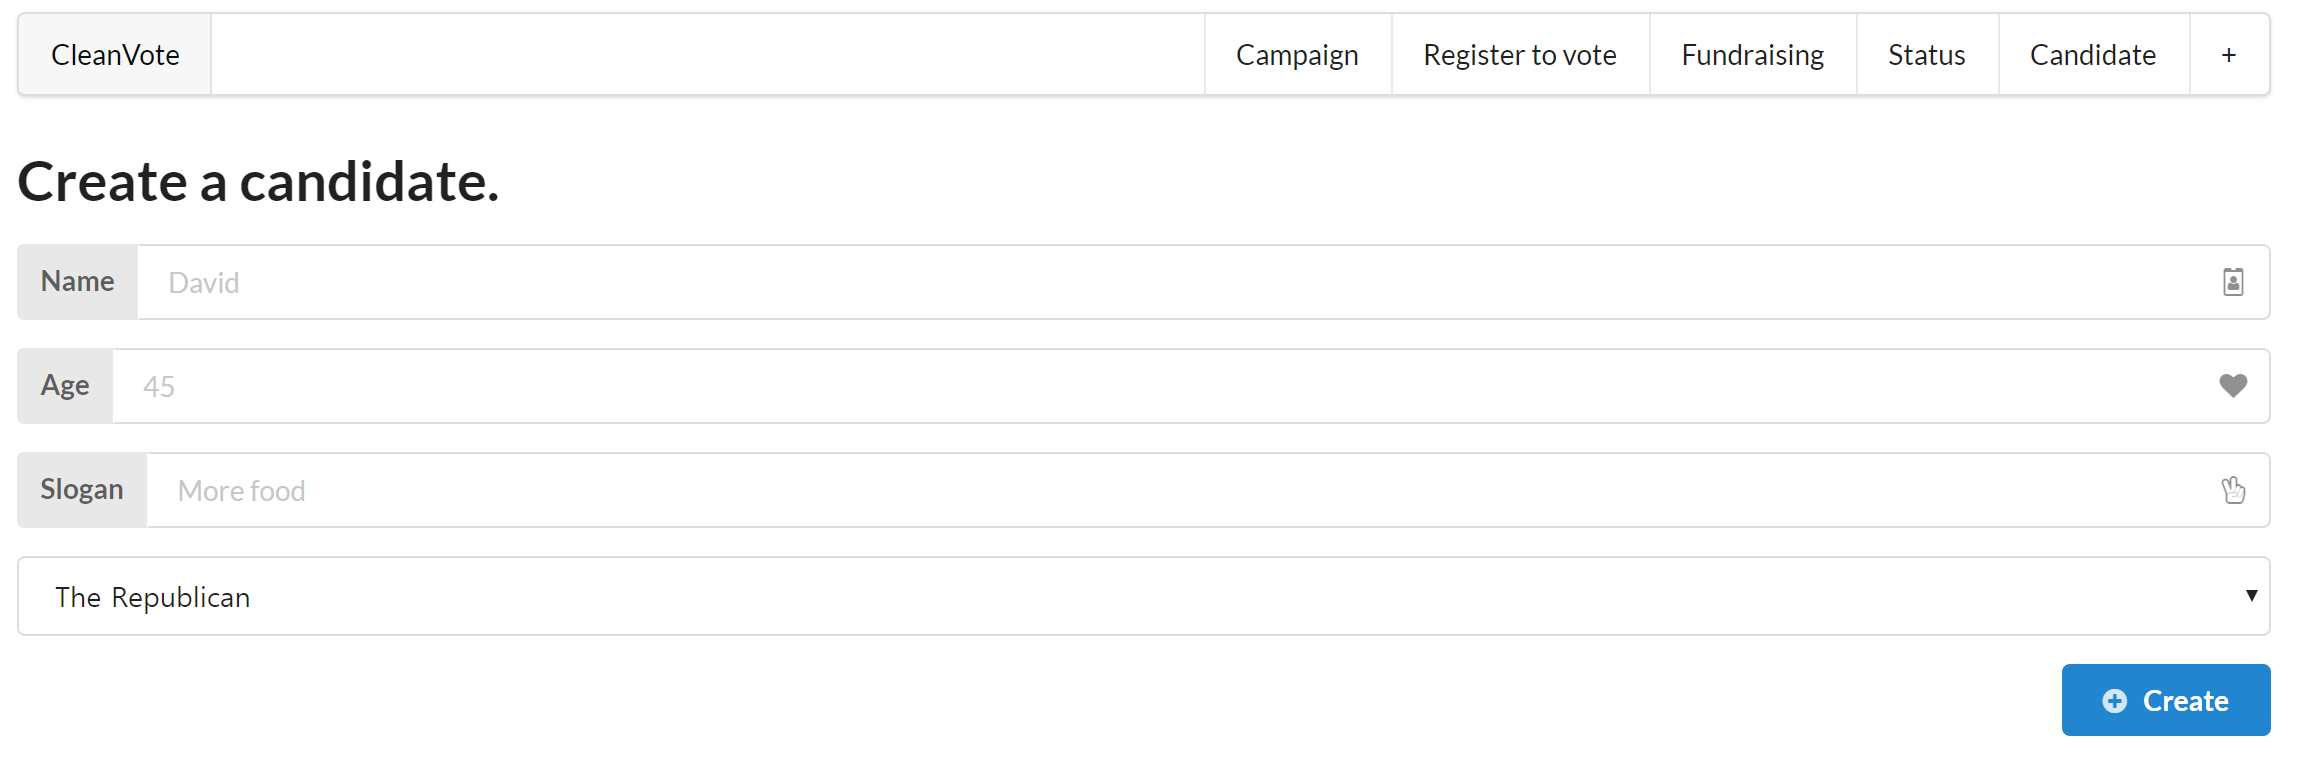 CleanVote Campaign Register to vote Fundraising Status Candidate +
Create a candidate.
Name David
Age 45
Slogan More food
The Republican
Create